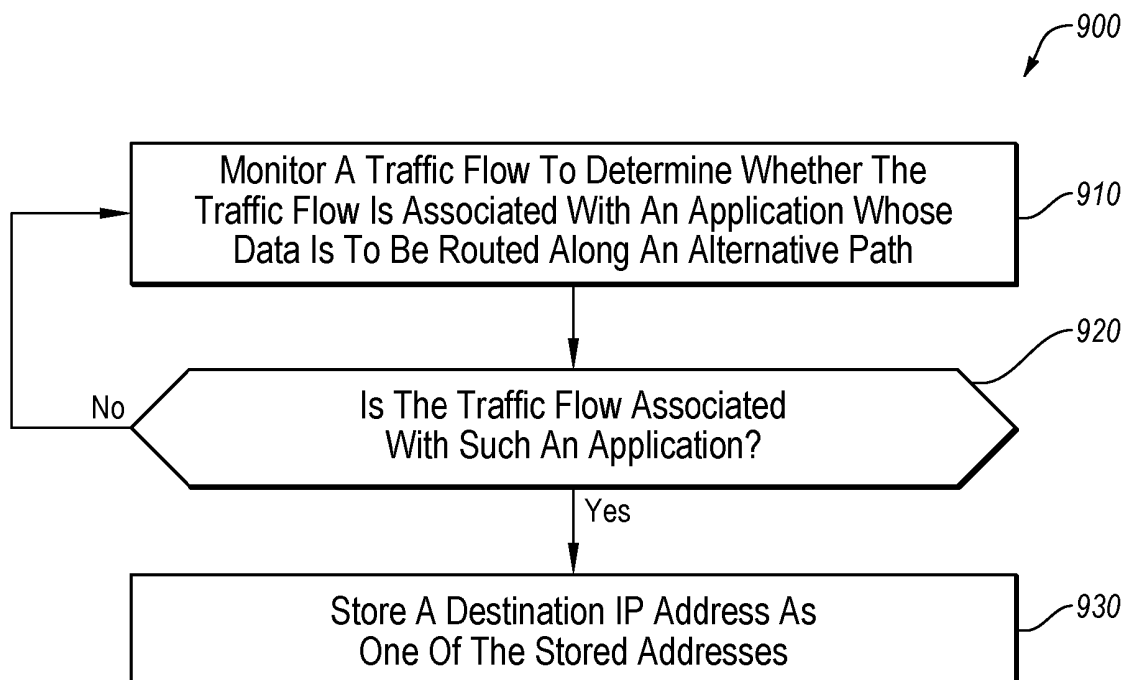 900
Monitor A Traffic Flow To Determine Whether The
Traffic Flow Is Associated With An Application Whose
Data Is To Be Routed Along An Alternative Path
910
920
Is The Traffic Flow Associated
With Such An Application?
No
Yes
Store A Destination IP Address As
One Of The Stored Addresses
930